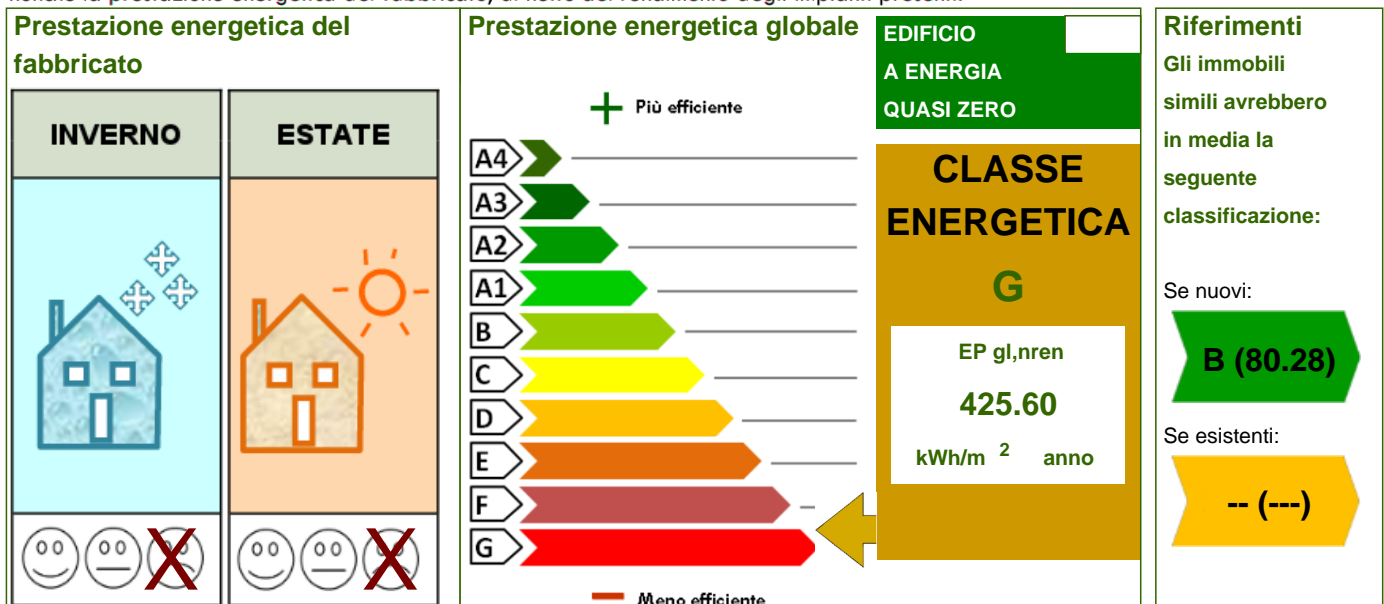 Prestazione energetica del
fabbricato
INVERNO
ESTATE
Prestazione energetica globale
Più efficiente
A4
A3
A2
A1
B
C
D
E
F
G
Meno efficiente
EDIFICIO
A ENERGIA
QUASI ZERO
CLASSE
ENERGETICA
G
EP gl,nren
425.60
kWh/m 2 anno
Riferimenti
Gli immobili
simili avrebbero
in media la
seguente
classificazione:
Se nuovi:
B (80.28)
Se esistenti:
-- (---)